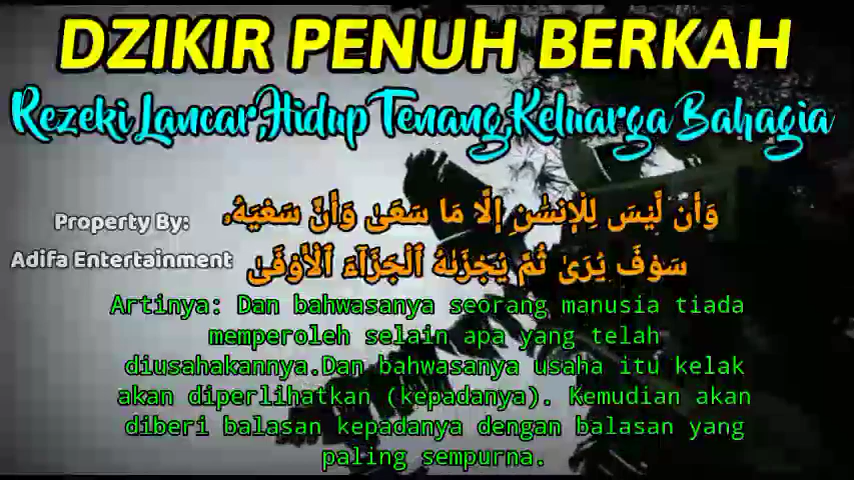 DZIKIR PENUH BERKAH
Rezeki Lancar,Hidup Tenang,Keluarga Bahagia
وَأَن لَّيْسَ لِلْإِنسَٰنِ إِلَّا مَا سَعَىٰ وَأَنَّ سَعْيَهُۥ
سَوْفَ يُرَىٰ ثُمَّ يُجْزَىٰهُ ٱلْجَزَآءَ ٱلْأَوْفَىٰ
Property By:
Adifa Entertainment
Artinya: Dan bahwasanya seorang manusia tiada
memperoleh selain apa yang telah
diusahakannya.Dan bahwasanya usaha itu kelak
akan diperlihatkan (kepadanya). Kemudian akan
diberi balasan kepadanya dengan balasan yang
paling sempurna.